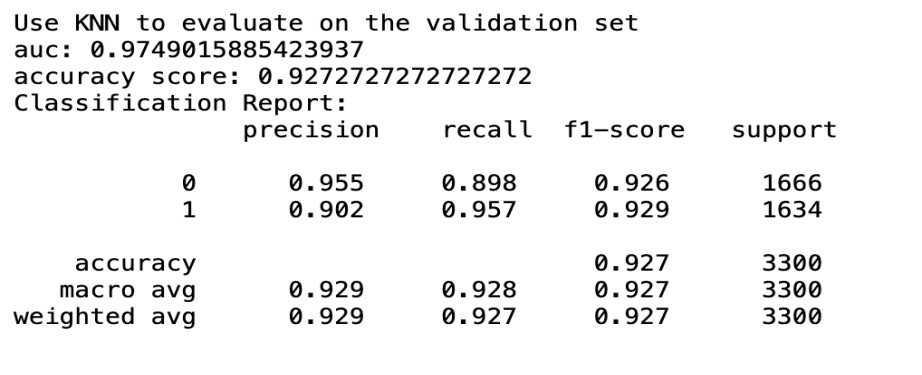 Use KNN to evaluate on the validation set
auc: 0.9749015885423937
accuracy score: 0.9272727272727272
Classification Report:
precision recall f1-score support
0 0.955 0.898 0.926 1666
1 0.902 0.957 0.929 1634
accuracy 0.927 3300
macro avg 0.929 0.928 0.927 3300
weighted avg 0.929 0.927 0.927 3300